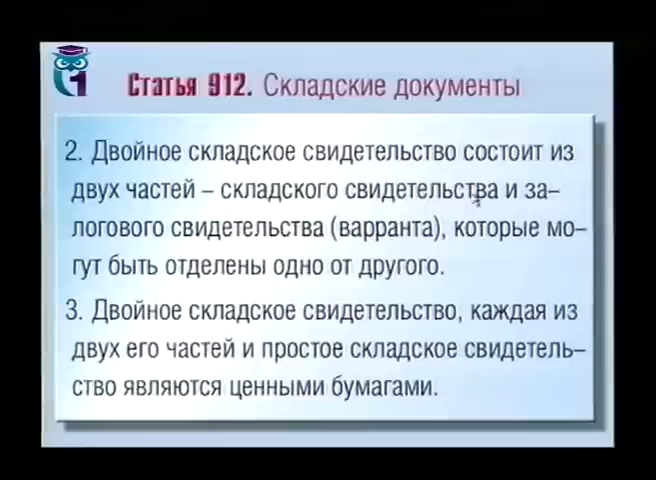 1
Статья 912. Складские документы
2. Двойное складское свидетельство состоит из
двух частей – складского свидетельства и за–
логового свидетельства (варранта), которые мо–
гут быть отделены одно от другого.
3. Двойное складское свидетельство, каждая из
двух его частей и простое складское свидетель–
ство являются ценными бумагами.